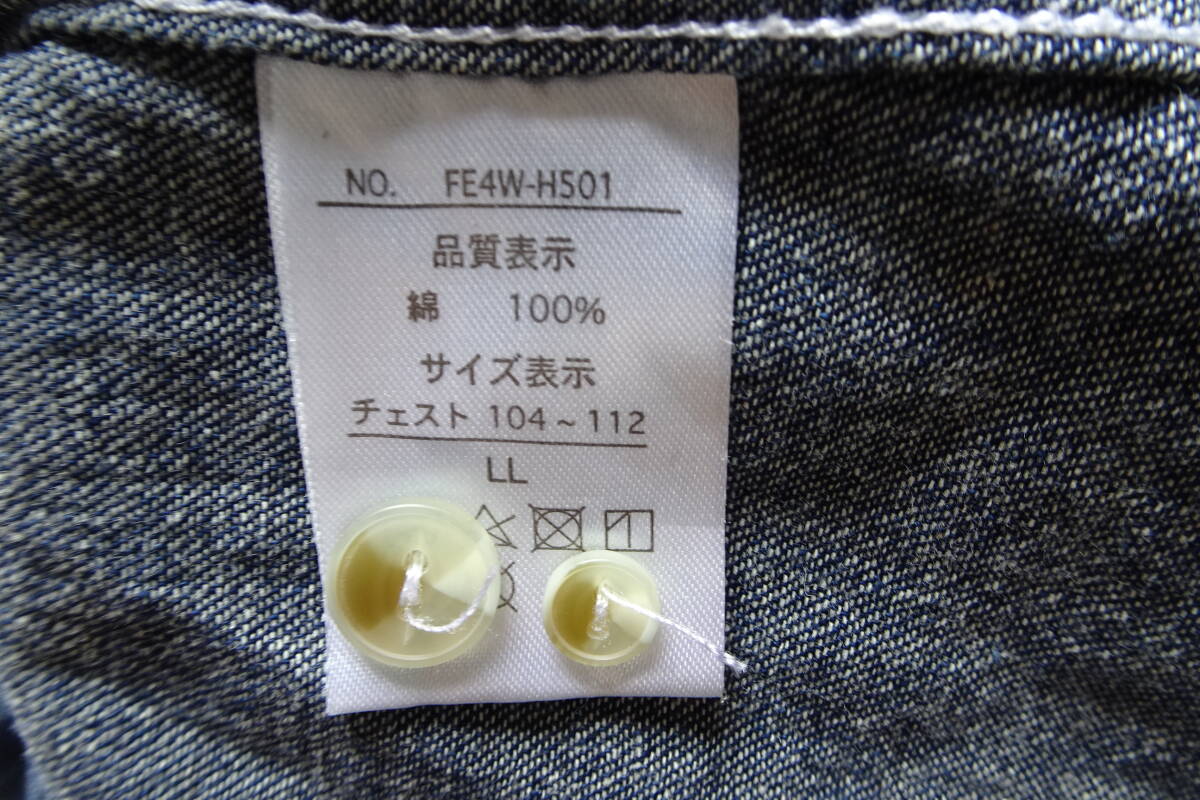 NO. FE4W-H501
品質表示
綿 100%
サイズ表示
チェスト 104~112
LL